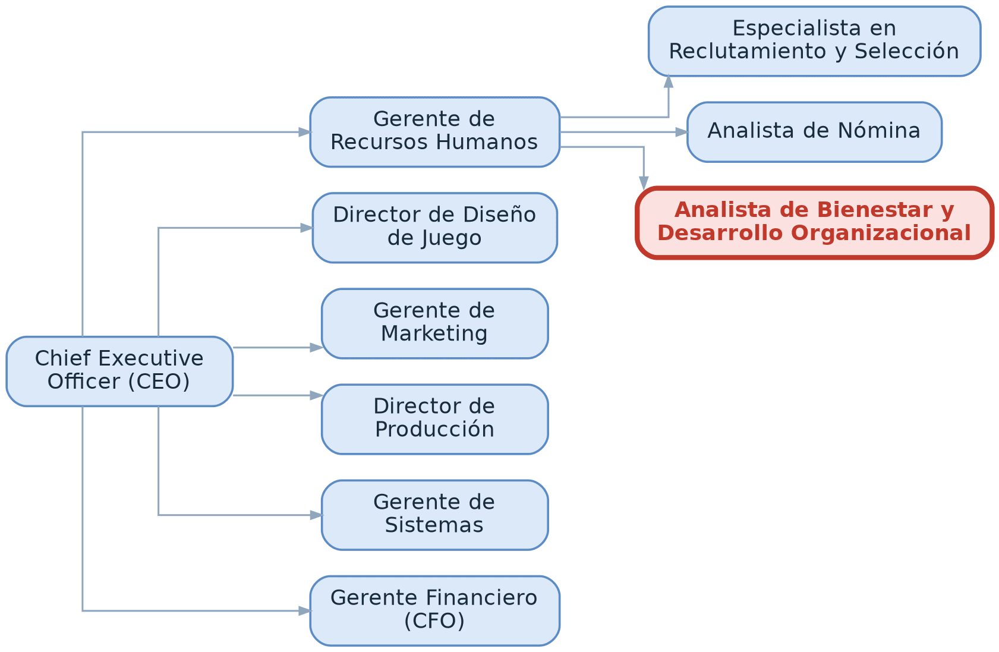 Especialista en
Reclutamiento y Selección
Gerente de
Recursos Humanos
Analista de Nómina
Analista de Bienestar y
Desarrollo Organizacional
Director de Diseño
de Juego
Gerente de
Marketing
Chief Executive
Officer (CEO)
Director de
Producción
Gerente de
Sistemas
Gerente Financiero
(CFO)